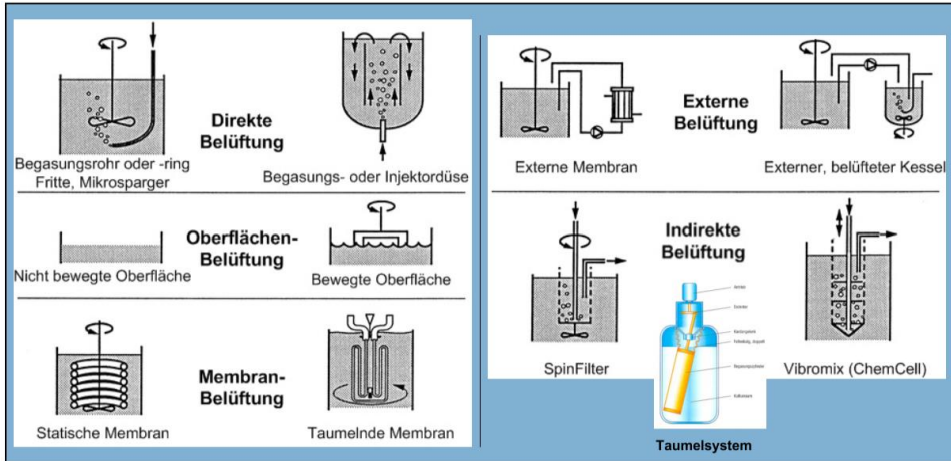 Direkte
Belüftung
Begasungsrohr oder -ring
Fritte, Mikrosparger
Begasungs- oder Injektordüse
Oberflächen-
Belüftung
Nicht bewegte Oberfläche
Bewegte Oberfläche
Membran-
Belüftung
Statische Membran
Taumelnde Membran
Externe
Belüftung
Externe Membran
Externer, belüfteter Kessel
Indirekte
Belüftung
SpinFilter
Vibromix (ChemCell)
Taumelsystem